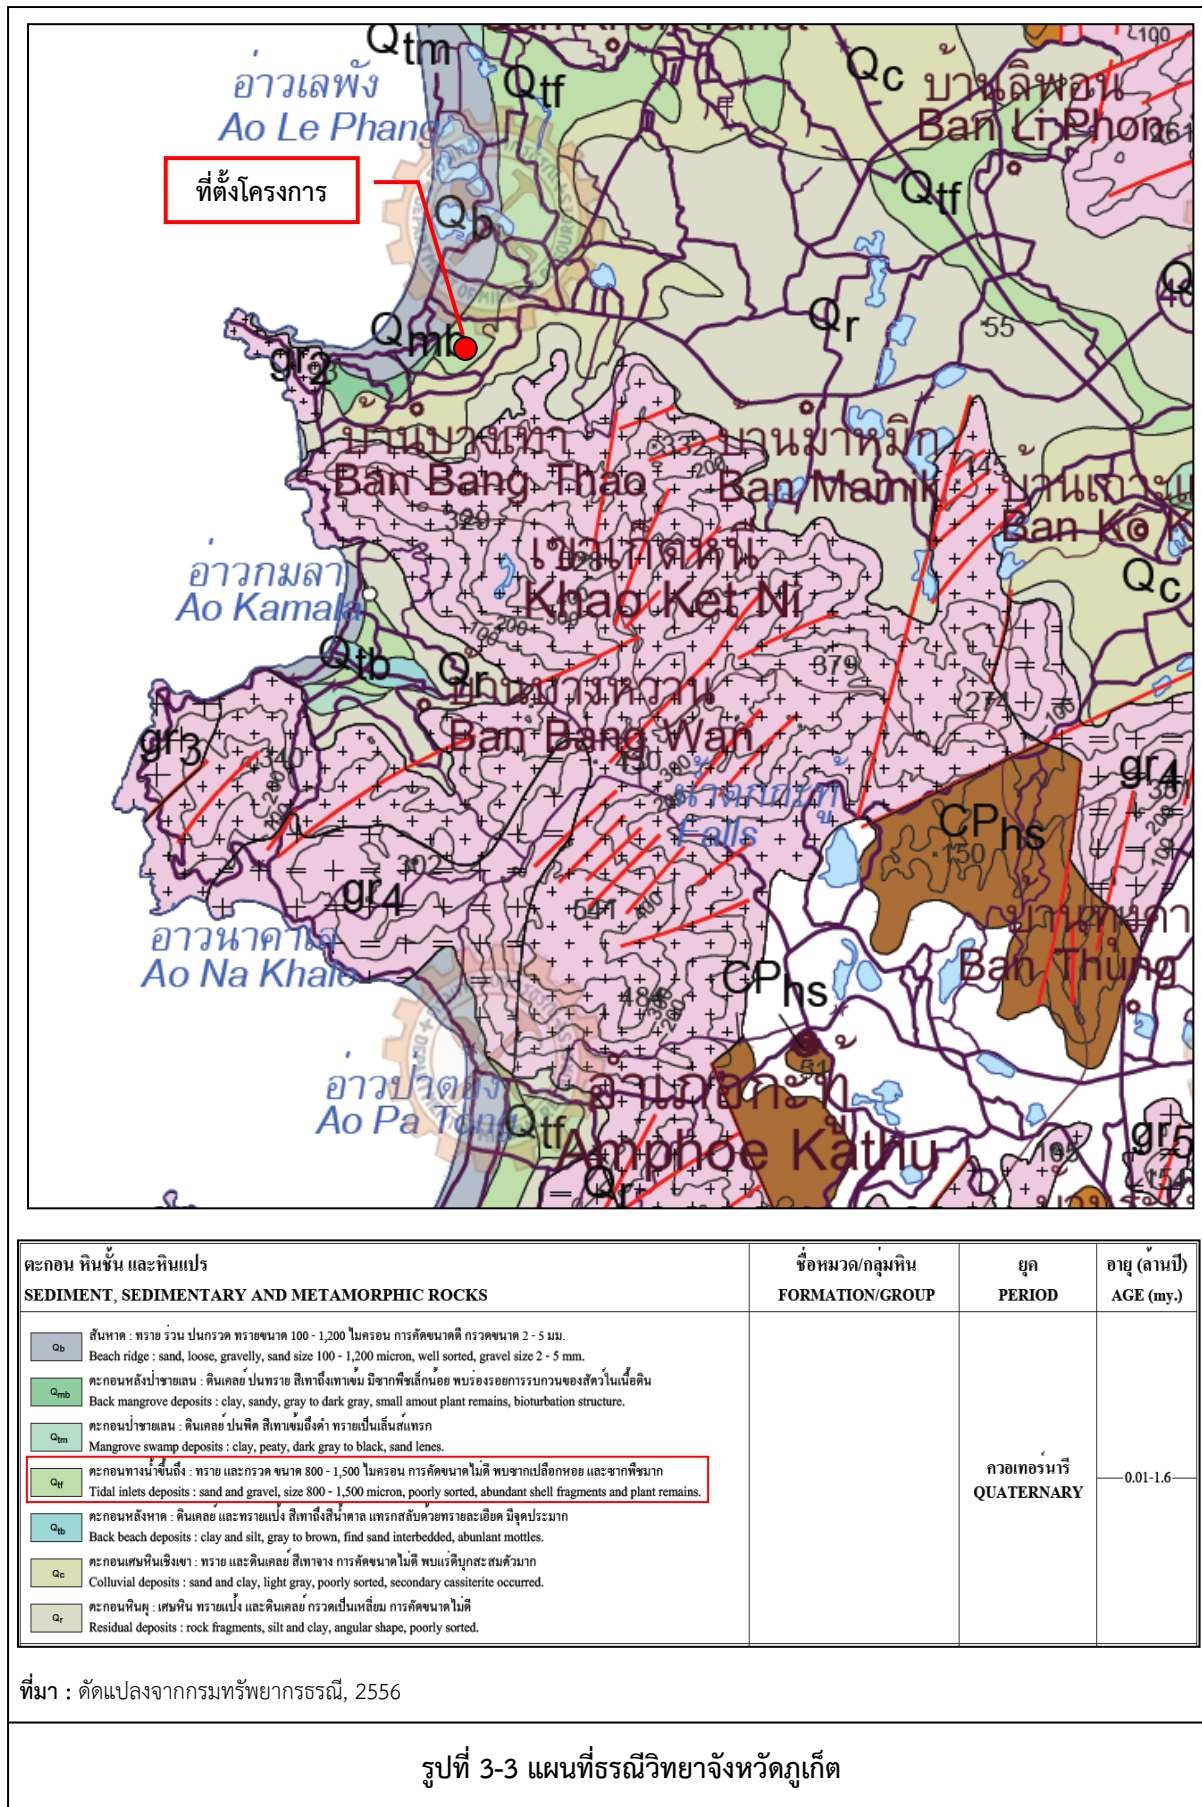 Qtm
อ่าวเลพัง
Ao Le Phang
Qtf
Qc
บ้านลิพอน
Ban Li Phon
100
261
ที่ตั้งโครงการ
Qb
Qtf
Qmb
gr2
Qr
55
บ้านบางเทา
Ban Bang Thao
332
200
บ้านมาหมิก
Ban Mamik
445
329
เขาเก็ตหนี
Khao Ket Ni
Qc
อ่าวกมลา
Ao Kamala
100
200
300
Qtb
Qr
บ้านบางหวาน
Ban Bang Wan
379
274
100
gr3
340
200
100
430
300
น้ำตกกะทู้
Falls
gr4
361
200
100
CPhs
150
302
gr4
541
400
อาวนาคาเล
Ao Na Khale
Ban Thung
CPhs
484
200
51
อ่าวป่าตอง
Ao Pa Tong
Qtf
อำเภอกะทู้
Amphoe Kathu
gr5
Qr
ตะกอน หินชั้น และหินแปร
SEDIMENT, SEDIMENTARY AND METAMORPHIC ROCKS
ชื่อหมวด/กลุ่มหิน
FORMATION/GROUP
ยุค
PERIOD
อายุ (ล้านปี)
AGE (my.)
Qb สันหาด : ทราย ร่วน ปนกรวด ทรายขนาด 100 - 1,200 ไมครอน การคัดขนาดดี กรวดขนาด 2 - 5 มม.
Beach ridge : sand, loose, gravelly, sand size 100 - 1,200 micron, well sorted, gravel size 2 - 5 mm.
Qmb ตะกอนหลังป่าชายเลน : ดินเคลย์ ปนทราย สีเทาถึงเทาเข้ม มีซากพืชเล็กน้อย พบร่องรอยการรบกวนของสัตว์ในเนื้อดิน
Back mangrove deposits : clay, sandy, gray to dark gray, small amout plant remains, bioturbation structure.
Qtm ตะกอนป่าชายเลน : ดินเคลย์ ปนพีต สีเทาเข้มถึงดำ ทรายเป็นเล็นส์แทรก
Mangrove swamp deposits : clay, peaty, dark gray to black, sand lenes.
Qtf ตะกอนทางน้ำขึ้นถึง : ทราย และกรวด ขนาด 800 - 1,500 ไมครอน การคัดขนาดไม่ดี พบซากเปลือกหอย และซากพืชมาก
Tidal inlets deposits : sand and gravel, size 800 - 1,500 micron, poorly sorted, abundant shell fragments and plant remains.
Qtb ตะกอนหลังหาด : ดินเคลย์ และทรายแป้ง สีเทาถึงสีน้ำตาล แทรกสลับด้วยทรายละเอียด มีจุดประมาก
Back beach deposits : clay and silt, gray to brown, find sand interbedded, abunlant mottles.
Qc ตะกอนเศษหินเชิงเขา : ทราย และดินเคลย์ สีเทาจาง การคัดขนาดไม่ดี พบแร่ดีบุกสะสมตัวมาก
Colluvial deposits : sand and clay, light gray, poorly sorted, secondary cassiterite occurred.
Qr ตะกอนหินผุ : เศษหิน ทรายแป้ง และดินเคลย์ กรวดเป็นเหลี่ยม การคัดขนาดไม่ดี
Residual deposits : rock fragments, silt and clay, angular shape, poorly sorted.
ควอเทอร์นารี
QUATERNARY
0.01-1.6
ที่มา : ดัดแปลงจากกรมทรัพยากรธรณี, 2556
รูปที่ 3-3 แผนที่ธรณีวิทยาจังหวัดภูเก็ต